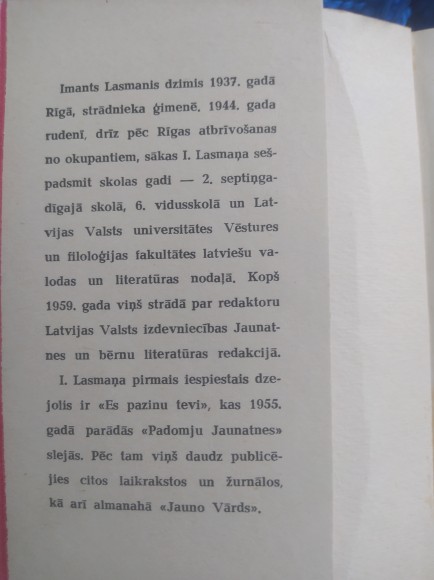 Imants Lasmanis dzimis 1937. gadā
Rīgā, strādnieka ģimenē. 1944. gada
rudenī, drīz pēc Rīgas atbrīvošanas
no okupantiem, sākas I. Lasmaņa seš-
padsmit skolas gadi — 2. septiņga-
dīgajā skolā, 6. vidusskolā un Lat-
vijas Valsts universitātes Vēstures
un filoloģijas fakultātes latviešu va-
lodas un literatūras nodaļā. Kopš
1959. gada viņš strādā par redaktoru
Latvijas Valsts izdevniecības Jaunat-
nes un bērnu literatūras redakcijā.
I. Lasmaņa pirmais iespiestais dze-
jolis ir «Es pazinu tevi», kas 1955.
gadā parādās «Padomju Jaunatnes»
slejās. Pēc tam viņš daudz publicē-
jies citos laikrakstos un žurnālos,
kā arī almanahā «Jauno Vārds».